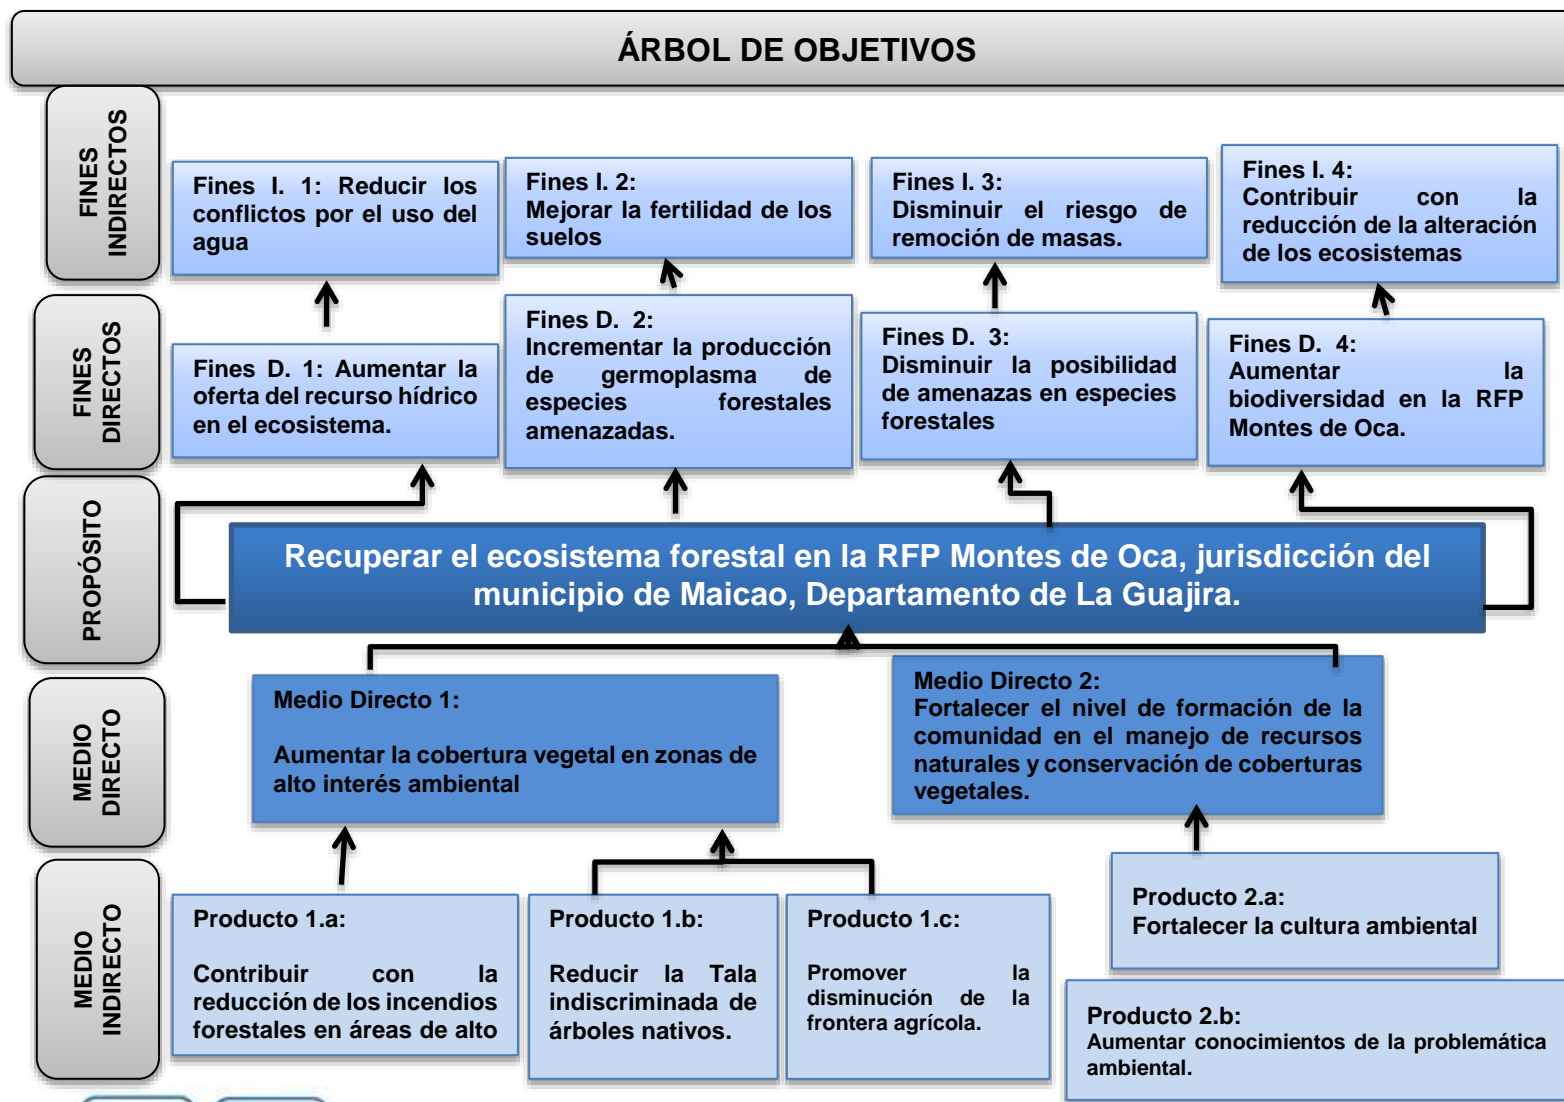 ÁRBOL DE OBJETIVOS
FINES
INDIRECTOS
Fines I. 1: Reducir los
conflictos por el uso del
agua
Fines I. 2:
Mejorar la fertilidad de los
suelos
Fines I. 3:
Disminuir el riesgo de
remoción de masas.
Fines I. 4:
Contribuir con la
reducción de la alteración
de los ecosistemas
FINES
DIRECTOS
Fines D. 1: Aumentar la
oferta del recurso hídrico
en el ecosistema.
Fines D. 2:
Incrementar la producción
de germoplasma de
especies forestales
amenazadas.
Fines D. 3:
Disminuir la posibilidad
de amenazas en especies
forestales
Fines D. 4:
Aumentar la
biodiversidad en la RFP
Montes de Oca.
PROPÓSITO
Recuperar el ecosistema forestal en la RFP Montes de Oca, jurisdicción del
municipio de Maicao, Departamento de La Guajira.
MEDIO
DIRECTO
Medio Directo 1:
Aumentar la cobertura vegetal en zonas de
alto interés ambiental
Medio Directo 2:
Fortalecer el nivel de formación de la
comunidad en el manejo de recursos
naturales y conservación de coberturas
vegetales.
MEDIO
INDIRECTO
Producto 1.a:
Contribuir con la
reducción de los incendios
forestales en áreas de alto
Producto 1.b:
Reducir la Tala
indiscriminada de
árboles nativos.
Producto 1.c:
Promover la
disminución de la
frontera agrícola.
Producto 2.a:
Fortalecer la cultura ambiental
Producto 2.b:
Aumentar conocimientos de la problemática
ambiental.